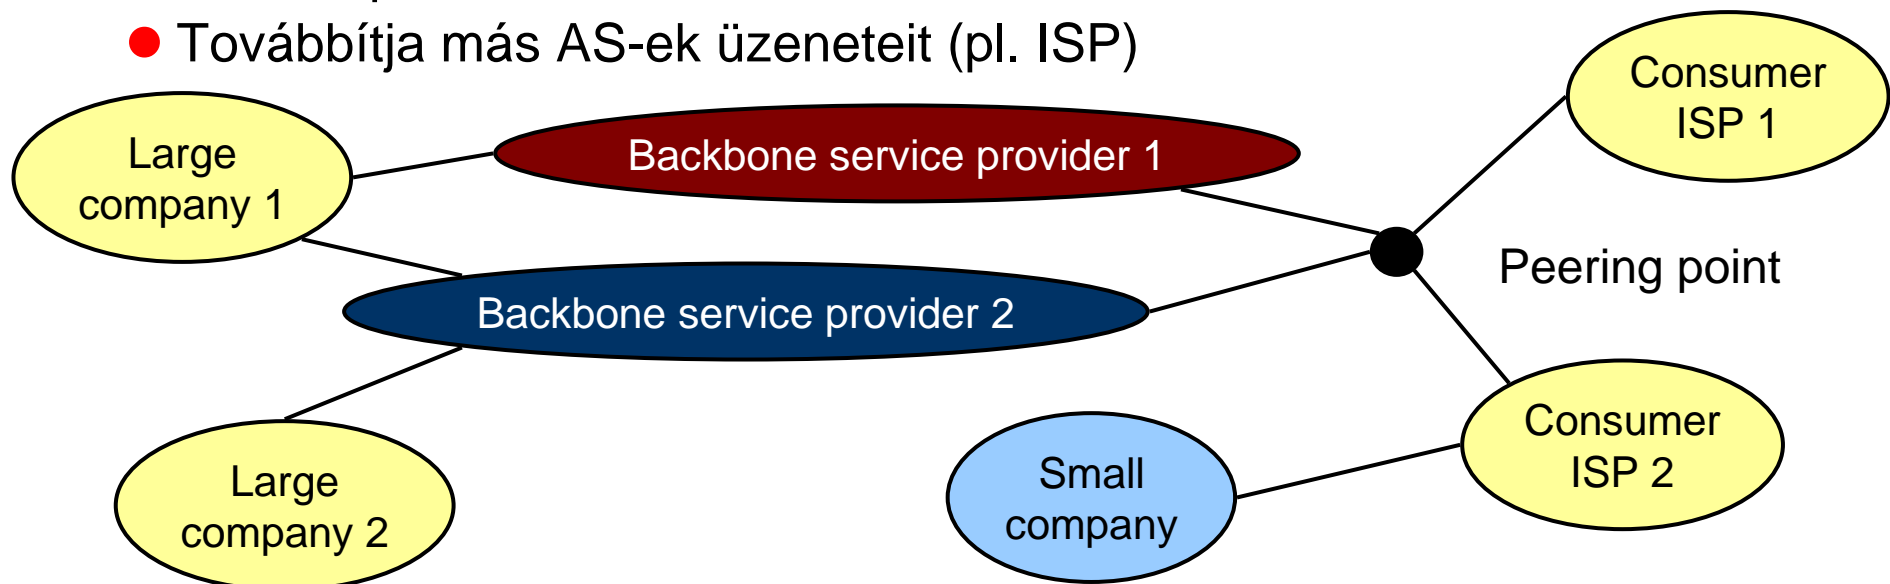 Továbbítja más AS-ek üzeneteit (pl. ISP)
Consumer
ISP 1
Large
company 1
Backbone service provider 1
Peering point
Backbone service provider 2
Consumer
ISP 2
Large
company 2
Small
company